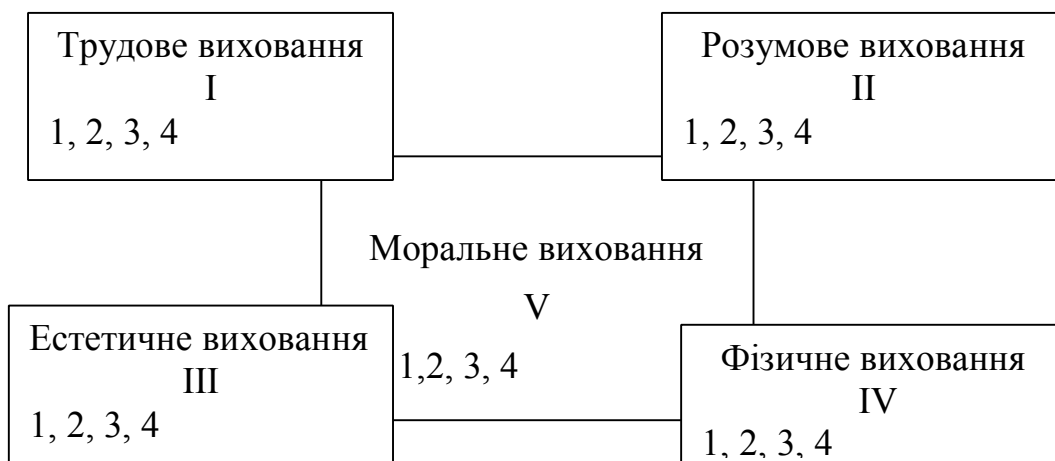 Трудове виховання
I
1, 2, 3, 4
Розумове виховання
II
1, 2, 3, 4
Моральне виховання
V
1,2, 3, 4
Естетичне виховання
III
1, 2, 3, 4
Фізичне виховання
IV
1, 2, 3, 4